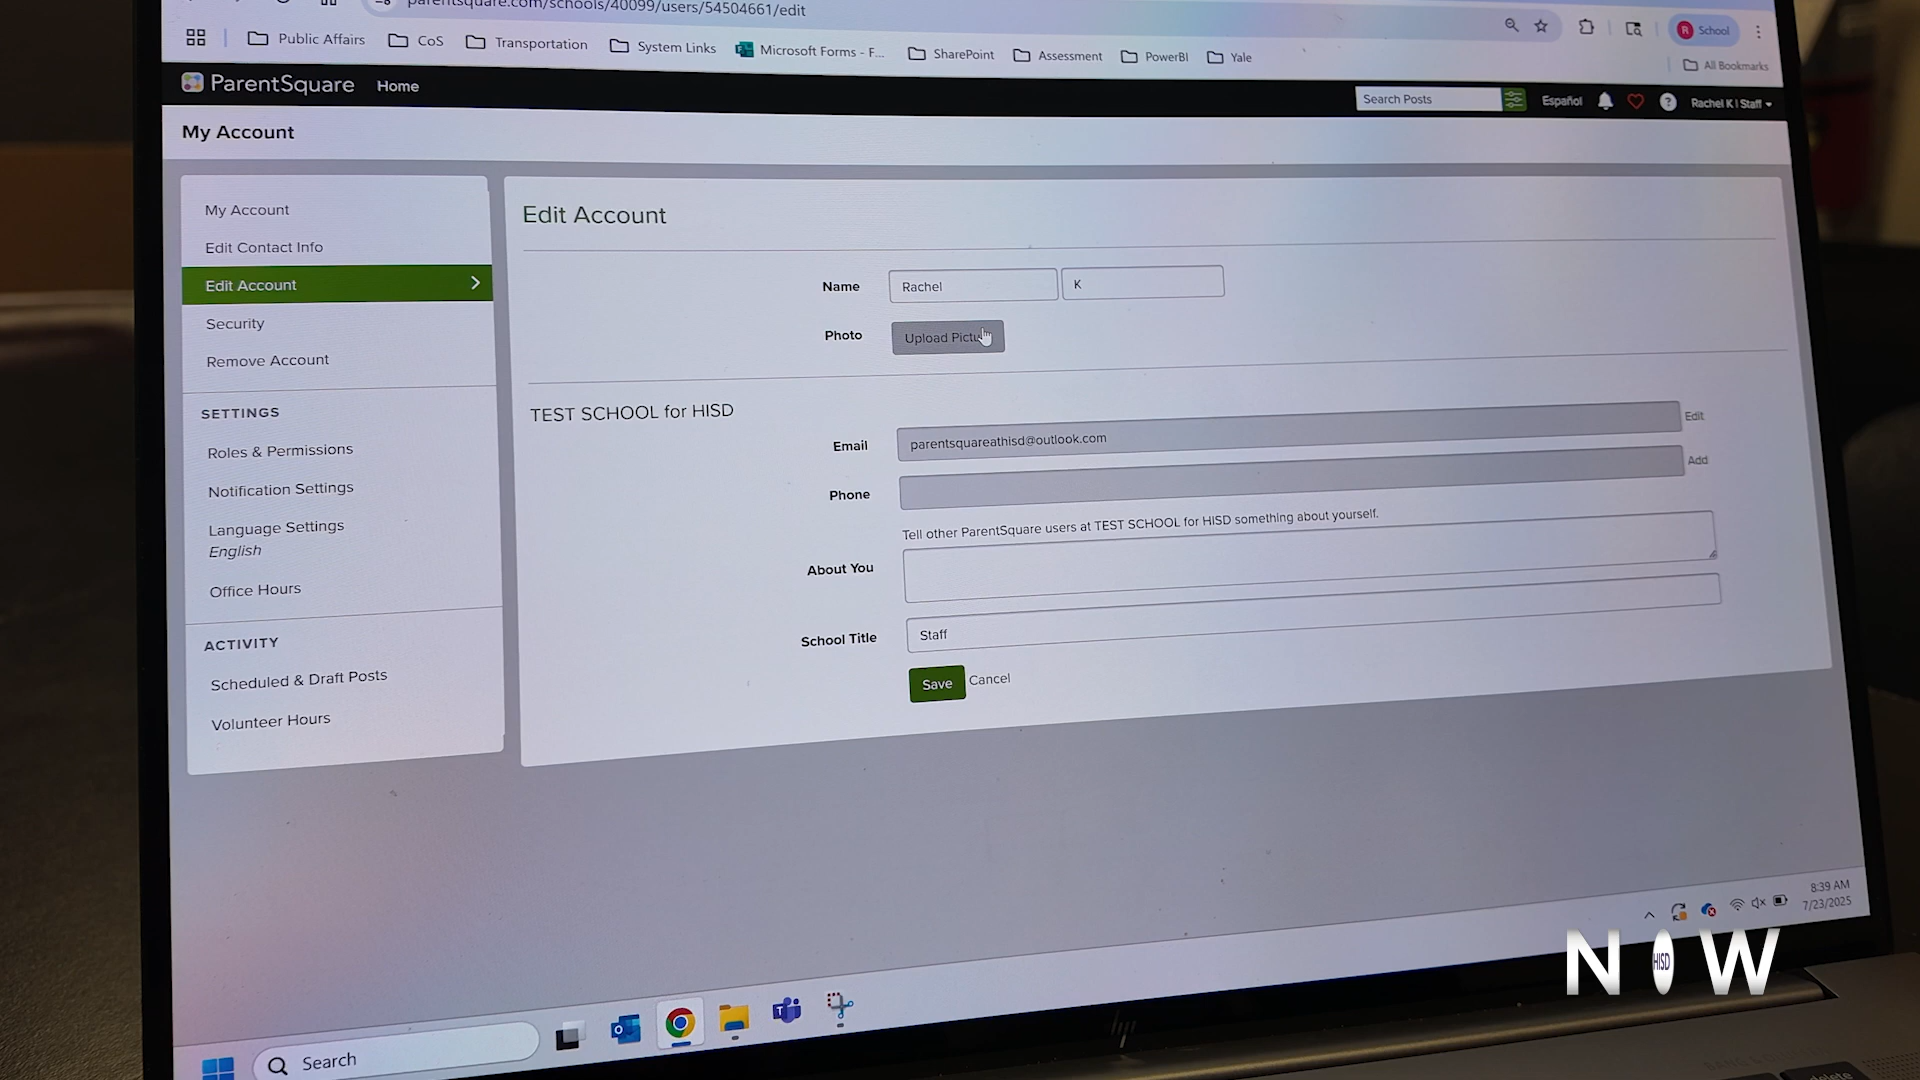 parentsquare.com/schools/40099/users/54504661/edit
School
Public Affairs CoS Transportation System Links Microsoft Forms - F... SharePoint Assessment PowerBI Yale
All Bookmarks
ParentSquare Home
Search Posts Español ? Rachel K | Staff
My Account
My Account
Edit Contact Info
Edit Account
Security
Remove Account
SETTINGS
Roles & Permissions
Notification Settings
Language Settings
English
Office Hours
ACTIVITY
Scheduled & Draft Posts
Volunteer Hours
Edit Account
Name Rachel K
Photo Upload Pictu
TEST SCHOOL for HISD
Email parentsquareathisd@outlook.com Edit
Phone Add
Tell other ParentSquare users at TEST SCHOOL for HISD something about yourself.
About You
School Title Staff
Save Cancel
8:39 AM
7/23/2025
Search
hp
delete
NOW
HISD